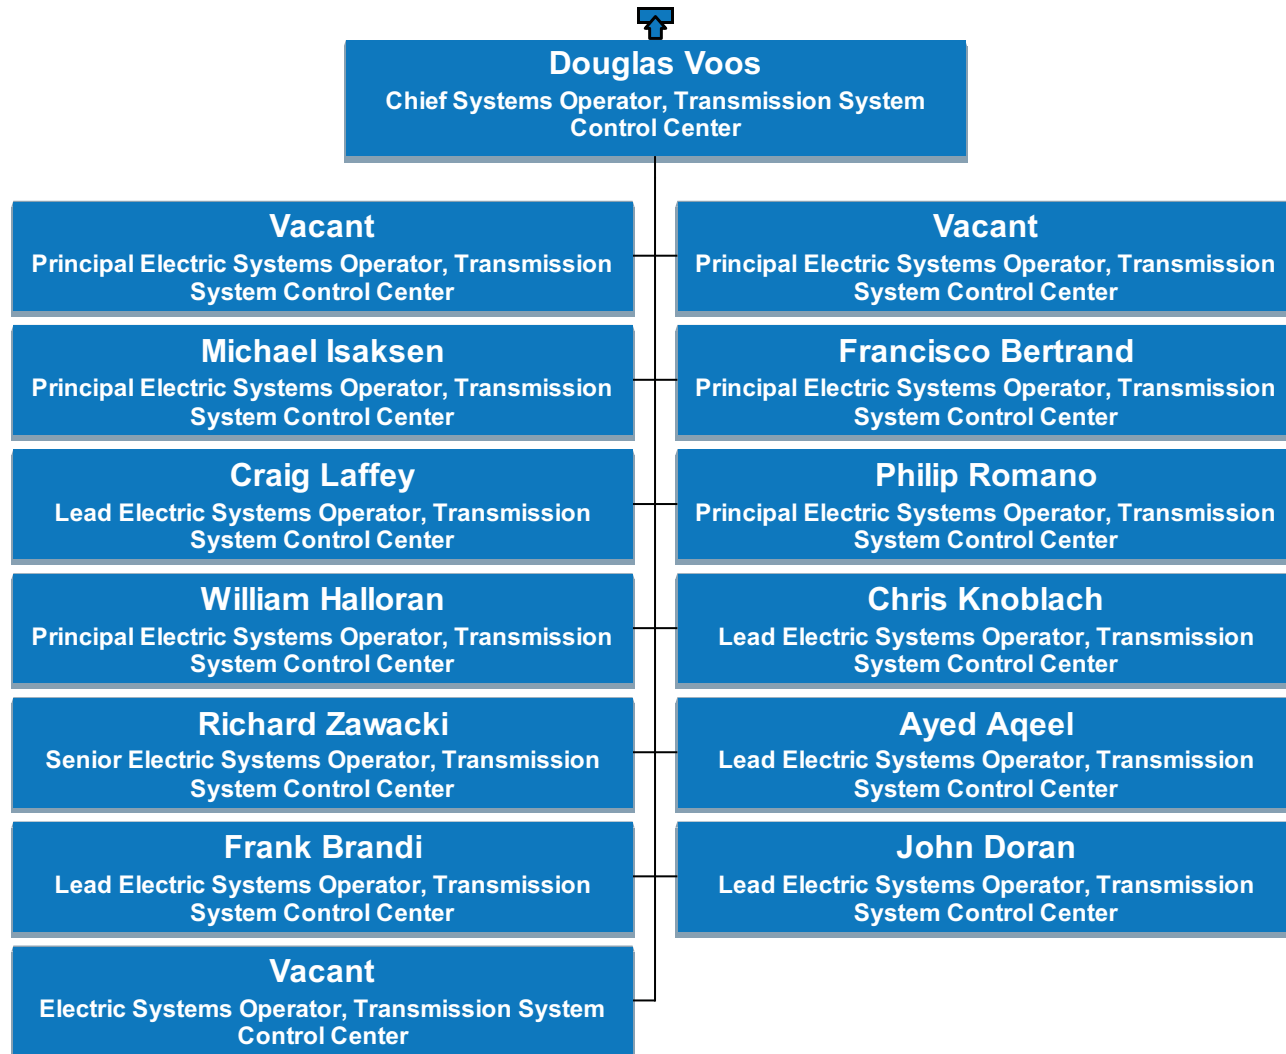 Douglas Voos
Chief Systems Operator, Transmission System
Control Center
Vacant
Principal Electric Systems Operator, Transmission
System Control Center
Vacant
Principal Electric Systems Operator, Transmission
System Control Center
Michael Isaksen
Principal Electric Systems Operator, Transmission
System Control Center
Francisco Bertrand
Principal Electric Systems Operator, Transmission
System Control Center
Craig Laffey
Lead Electric Systems Operator, Transmission
System Control Center
Philip Romano
Principal Electric Systems Operator, Transmission
System Control Center
William Halloran
Principal Electric Systems Operator, Transmission
System Control Center
Chris Knoblach
Lead Electric Systems Operator, Transmission
System Control Center
Richard Zawacki
Senior Electric Systems Operator, Transmission
System Control Center
Ayed Aqeel
Lead Electric Systems Operator, Transmission
System Control Center
Frank Brandi
Lead Electric Systems Operator, Transmission
System Control Center
John Doran
Lead Electric Systems Operator, Transmission
System Control Center
Vacant
Electric Systems Operator, Transmission System
Control Center